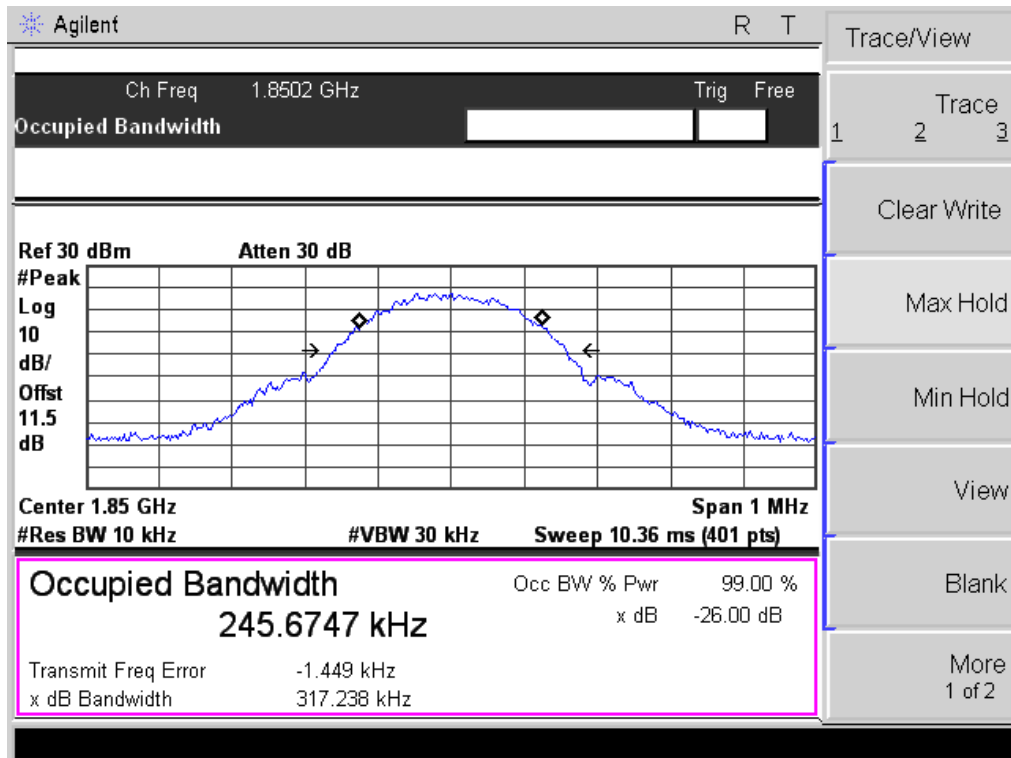 Agilent R T
Ch Freq 1.8502 GHz Trig Free
Occupied Bandwidth
Ref 30 dBm Atten 30 dB
#Peak
Log
10
dB/
Offst
11.5
dB
Center 1.85 GHz Span 1 MHz
#Res BW 10 kHz #VBW 30 kHz Sweep 10.36 ms (401 pts)
Occupied Bandwidth
245.6747 kHz
Occ BW % Pwr 99.00 %
x dB -26.00 dB
Transmit Freq Error -1.449 kHz
x dB Bandwidth 317.238 kHz
Trace/View
Trace
1 2 3
Clear Write
Max Hold
Min Hold
View
Blank
More
1 of 2